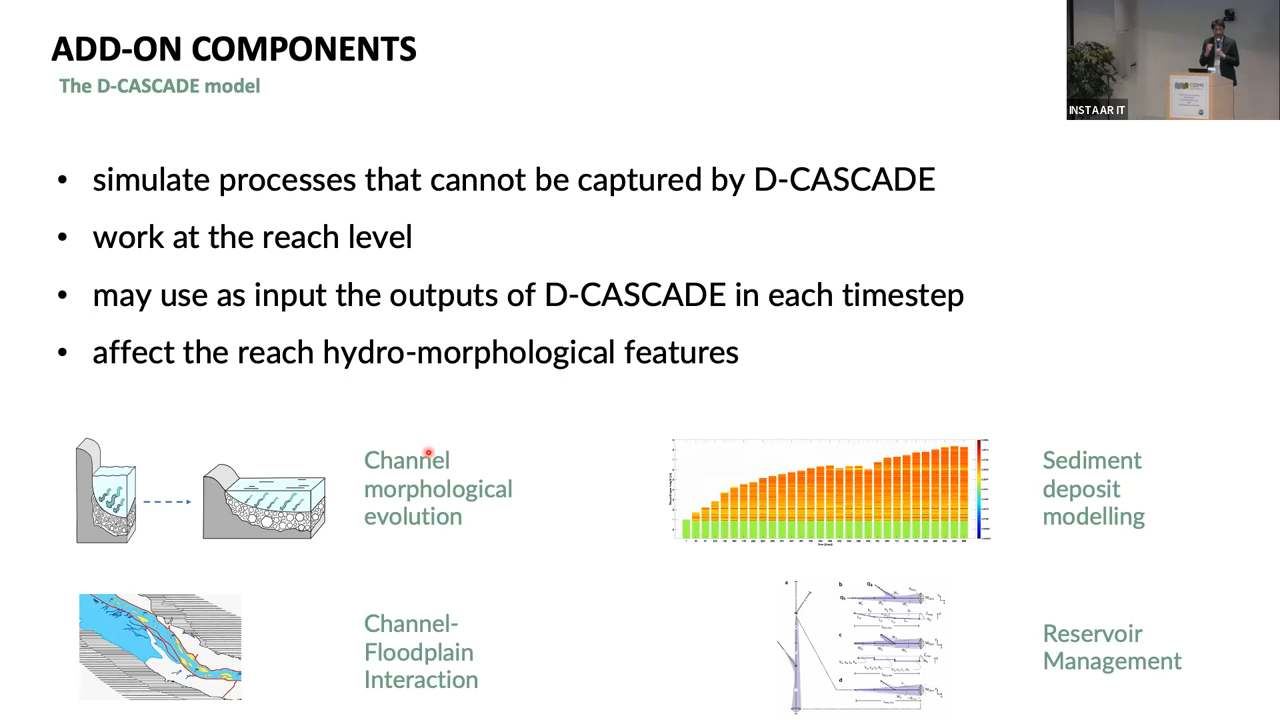 ADD-ON COMPONENTS
The D-CASCADE model
INSTAAR IT
• simulate processes that cannot be captured by D-CASCADE
• work at the reach level
• may use as input the outputs of D-CASCADE in each timestep
• affect the reach hydro-morphological features
Channel
morphological
evolution
Sediment
deposit
modelling
Channel-
Floodplain
Interaction
a
b
c
d
Reservoir
Management